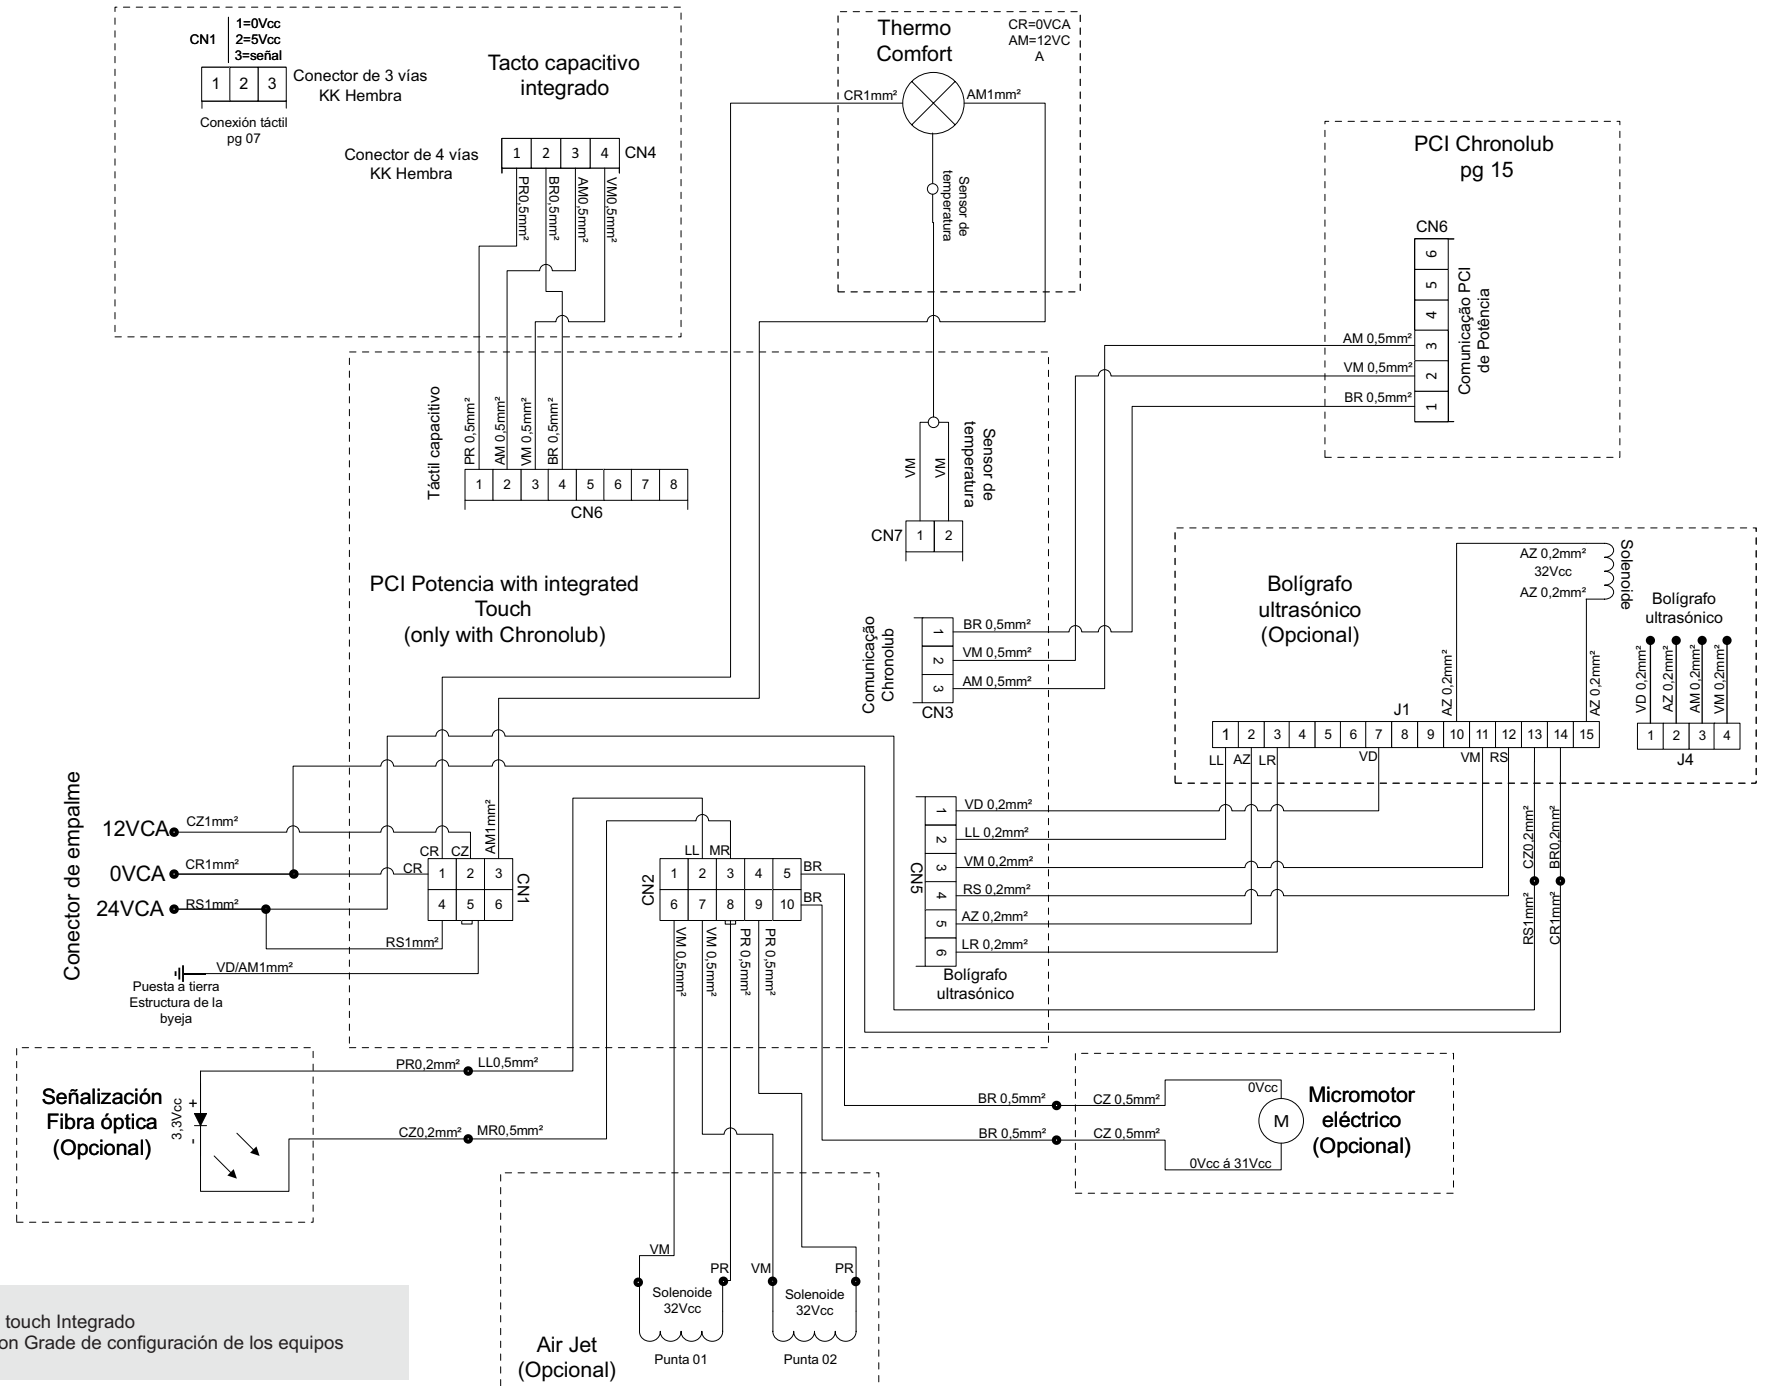 CN1
1=0Vcc
2=5Vcc
3=señal
1 2 3
Conector de 3 vías
KK Hembra
Conexión táctil
pg 07
Tacto capacitivo
integrado
Conector de 4 vías
KK Hembra
1 2 3 4
CN4
PR0,5mm²
BR0,5mm²
AM0,5mm²
VM0,5mm²
Thermo
Comfort
CR=0VCA
AM=12VC
A
CR1mm²
AM1mm²
Sensor de
temperatura
PCI Chronolub
pg 15
CN6
6
5
4
3
2
1
Comunicação PCI
de Potência
AM 0,5mm²
VM 0,5mm²
BR 0,5mm²
Táctil capacitivo
PR 0,5mm²
AM 0,5mm²
VM 0,5mm²
BR 0,5mm²
1 2 3 4 5 6 7 8
CN6
VM
VM
Sensor de
temperatura
CN7
1 2
PCI Potencia with integrated
Touch
(only with Chronolub)
Comunicação
Chronolub
1
2
3
CN3
BR 0,5mm²
VM 0,5mm²
AM 0,5mm²
Bolígrafo
ultrasónico
(Opcional)
AZ 0,2mm²
32Vcc
AZ 0,2mm²
Solenoide
Bolígrafo
ultrasónico
AZ 0,2mm²
AZ 0,2mm²
VD 0,2mm²
AZ 0,2mm²
AM 0,2mm²
VM 0,2mm²
J1
1 2 3 4 5 6 7 8 9 10 11 12 13 14 15
1 2 3 4
J4
LL AZ LR VD VM RS
CZ0,2mm²
BR0,2mm²
RS1mm²
CR1mm²
Conector de empalme
12VCA
CZ1mm²
0VCA
CR1mm²
24VCA
RS1mm²
RS1mm²
VD/AM1mm²
Puesta a tierra
Estructura de la
byeja
CR
CZ
AM1mm²
CR
1 2 3
4 5 6
CN1
LL MR
CN2
1 2 3 4 5
6 7 8 9 10
BR
BR
VM 0,5mm²
VM 0,5mm²
PR 0,5mm²
PR 0,5mm²
CN5
1
2
3
4
5
6
VD 0,2mm²
LL 0,2mm²
VM 0,2mm²
RS 0,2mm²
AZ 0,2mm²
LR 0,2mm²
Bolígrafo
ultrasónico
Señalización
Fibra óptica
(Opcional)
3,3Vcc
+
-
PR0,2mm²
LL0,5mm²
CZ0,2mm²
MR0,5mm²
BR 0,5mm²
CZ 0,5mm²
BR 0,5mm²
CZ 0,5mm²
0Vcc
M
0Vcc á 31Vcc
Micromotor
eléctrico
(Opcional)
Air Jet
(Opcional)
VM
PR
VM
PR
Solenoide
32Vcc
Punta 01
Solenoide
32Vcc
Punta 02
touch Integrado
on Grade de configuración de los equipos